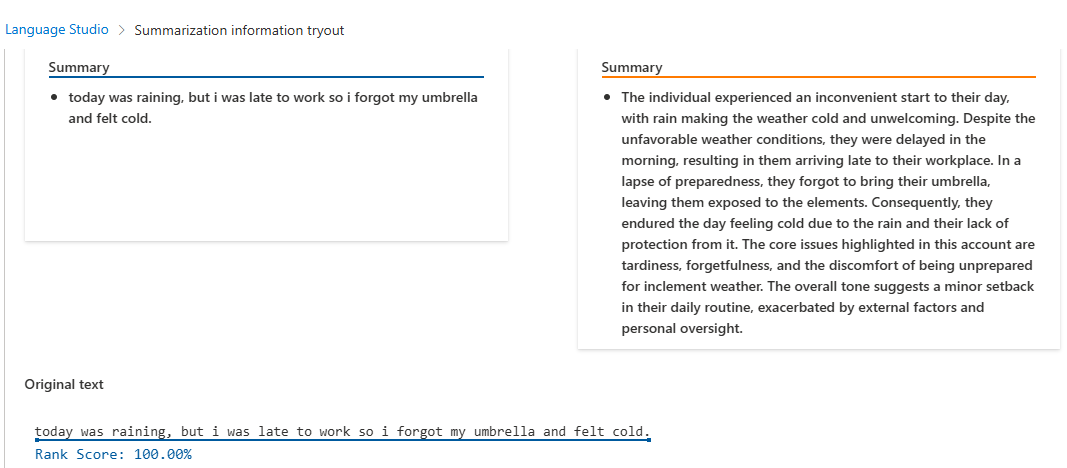 Language Studio > Summarization information tryout
Summary
• today was raining, but i was late to work so i forgot my umbrella
and felt cold.
Summary
• The individual experienced an inconvenient start to their day,
with rain making the weather cold and unwelcoming. Despite the
unfavorable weather conditions, they were delayed in the
morning, resulting in them arriving late to their workplace. In a
lapse of preparedness, they forgot to bring their umbrella,
leaving them exposed to the elements. Consequently, they
endured the day feeling cold due to the rain and their lack of
protection from it. The core issues highlighted in this account are
tardiness, forgetfulness, and the discomfort of being unprepared
for inclement weather. The overall tone suggests a minor setback
in their daily routine, exacerbated by external factors and
personal oversight.
Original text
today was raining, but i was late to work so i forgot my umbrella and felt cold.
Rank Score: 100.00%